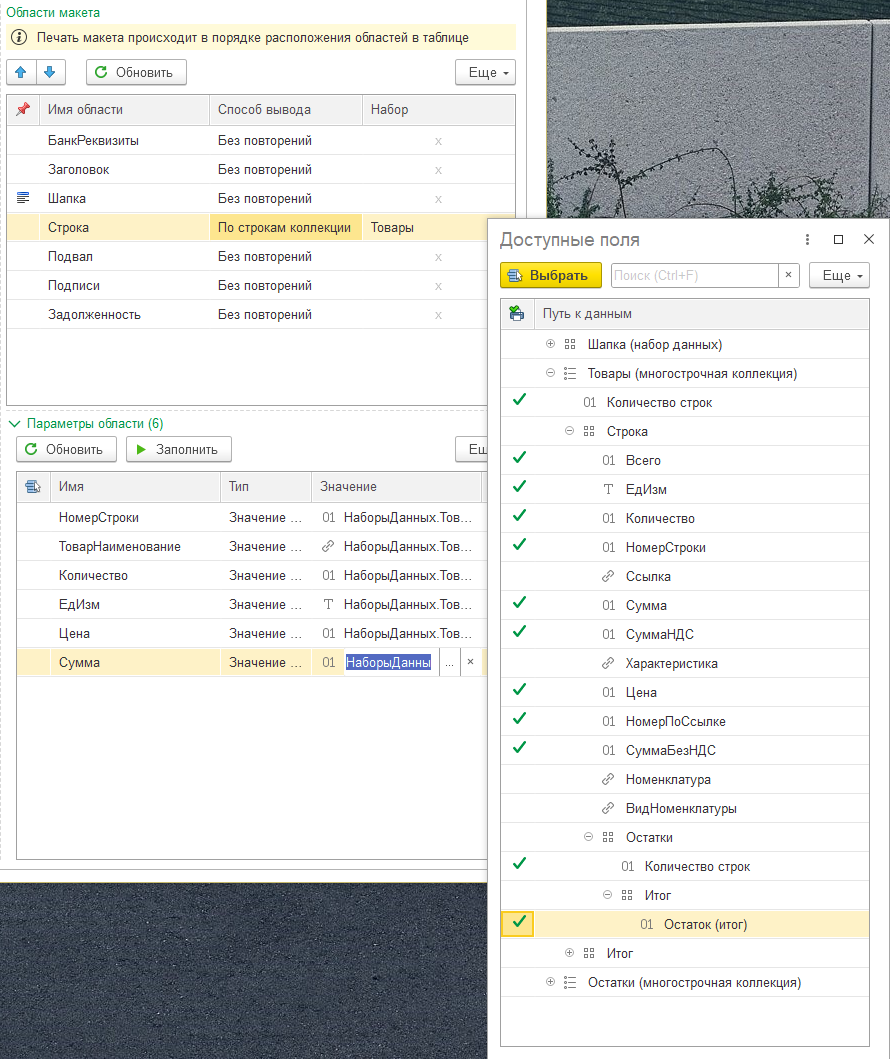 Области макета
Печать макета происходит в порядке расположения областей в таблице
Обновить
Еще
Имя области Способ вывода Набор
БанкРеквизиты Без повторений x
Заголовок Без повторений x
Шапка Без повторений x
Строка По строкам коллекции Товары
Подвал Без повторений x
Подписи Без повторений x
Задолженность Без повторений x
Параметры области (6)
Обновить Заполнить Ещ
Имя Тип Значение
НомерСтроки Значение ... 01 НаборыДанных.Тов...
ТоварНаименование Значение ... НаборыДанных.Тов...
Количество Значение ... 01 НаборыДанных.Тов...
ЕдИзм Значение ... T НаборыДанных.Тов...
Цена Значение ... 01 НаборыДанных.Тов...
Сумма Значение ... 01 НаборыДанны ... ×
Доступные поля
Выбрать Поиск (Ctrl+F) × Еще
Путь к данным
Шапка (набор данных)
Товары (многострочная коллекция)
01 Количество строк
Строка
01 Всего
T ЕдИзм
01 Количество
01 НомерСтроки
Ссылка
01 Сумма
01 СуммаНДС
Характеристика
01 Цена
01 НомерПоСсылке
01 СуммаБезНДС
Номенклатура
ВидНоменклатуры
Остатки
01 Количество строк
Итог
01 Остаток (итог)
Итог
Остатки (многострочная коллекция)